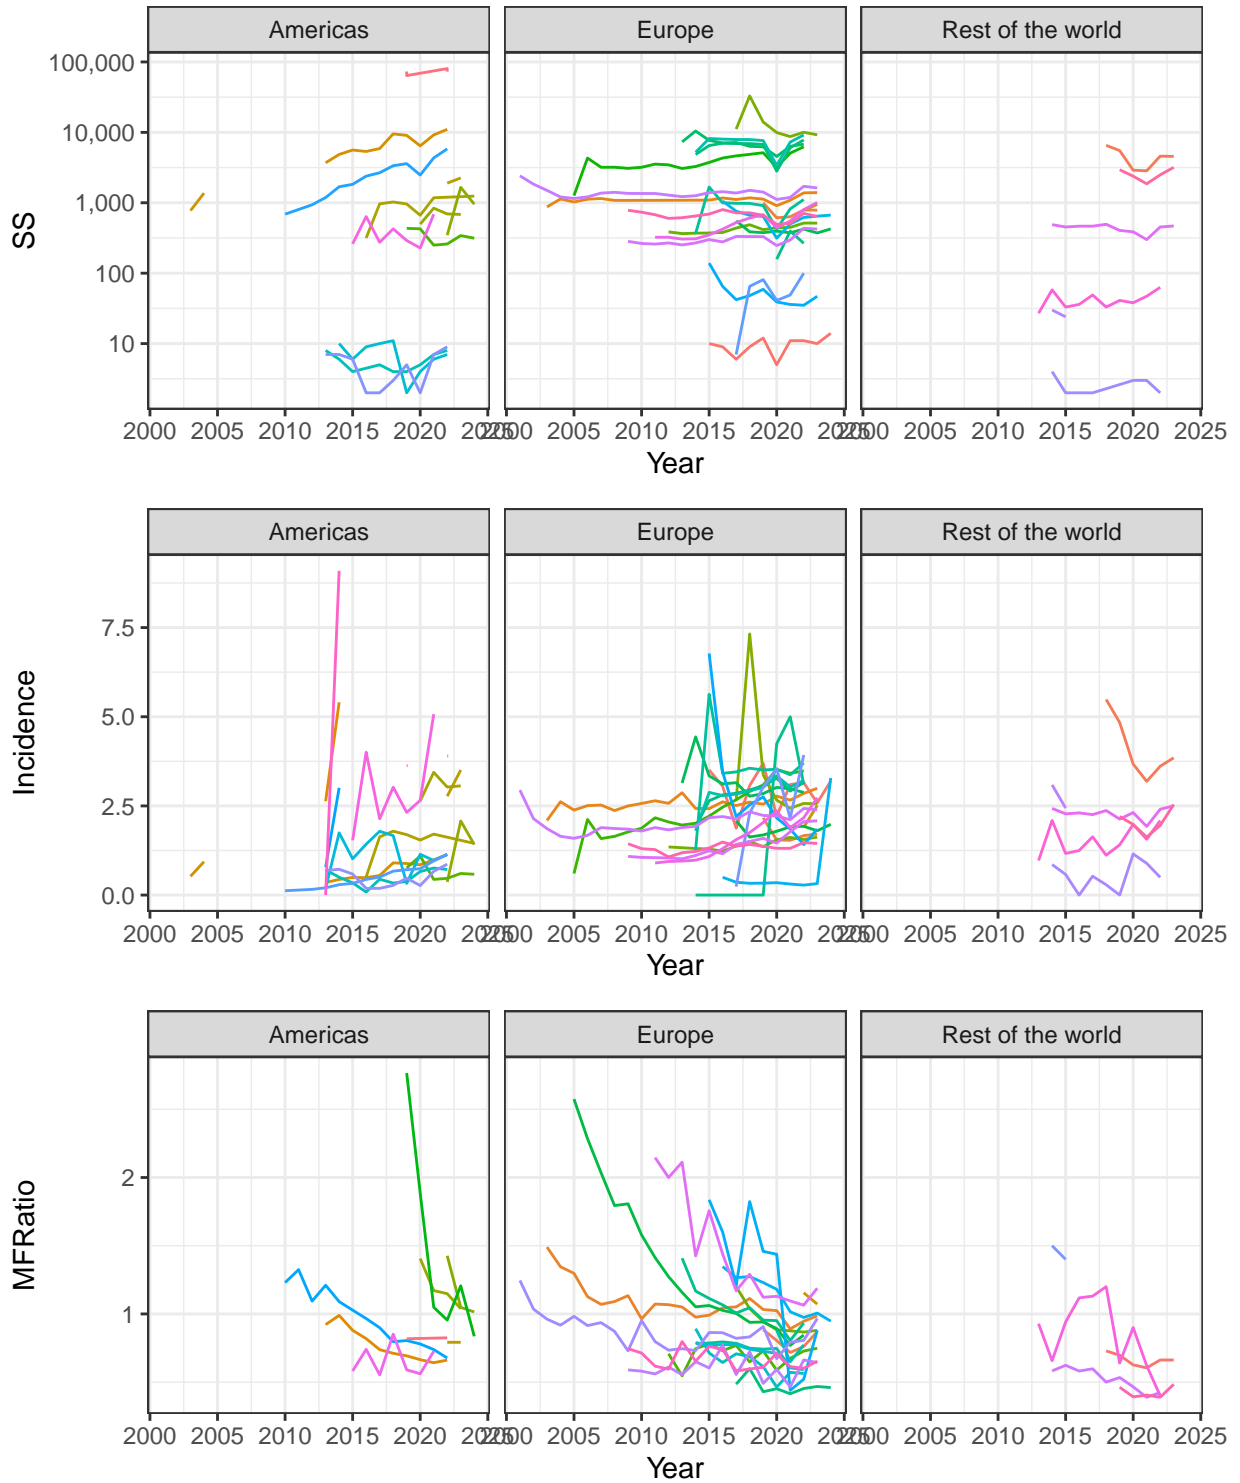 Americas Europe Rest of the world
100,000
10,000
1,000
100
10
SS
2000 2005 2010 2015 2020 2025 2000 2005 2010 2015 2020 2025 2000 2005 2010 2015 2020 2025
Year
Americas Europe Rest of the world
7.5
5.0
2.5
0.0
Incidence
2000 2005 2010 2015 2020 2025 2000 2005 2010 2015 2020 2025 2000 2005 2010 2015 2020 2025
Year
Americas Europe Rest of the world
2
1
MFRatio
2000 2005 2010 2015 2020 2025 2000 2005 2010 2015 2020 2025 2000 2005 2010 2015 2020 2025
Year